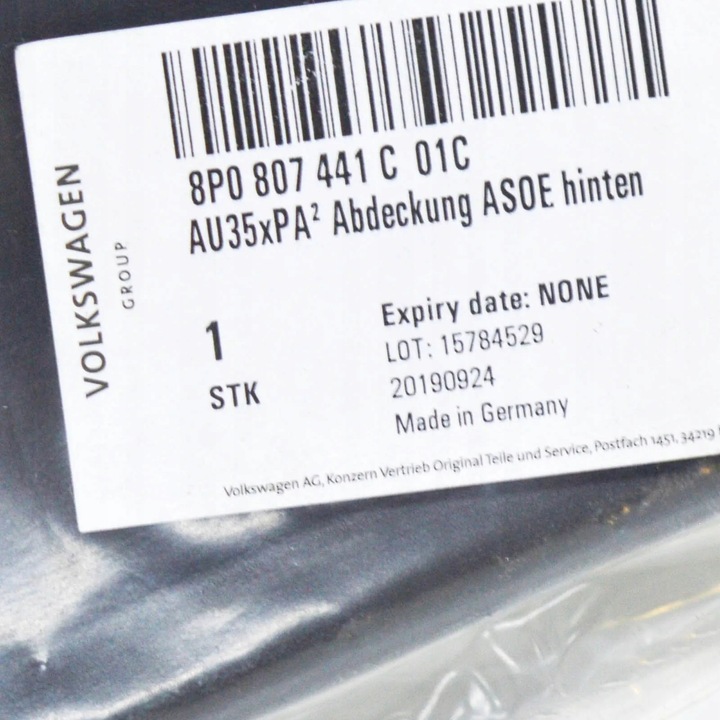 VOLKSWAGEN
GROUP
8P0 807 441 C 01C
AU35xPA² Abdeckung ASOE hinten
1
STK
Expiry date: NONE
LOT: 15784529
20190924
Made in Germany
Volkswagen AG, Konzern Vertrieb Original Teile und Service, Postfach 1451, 34219